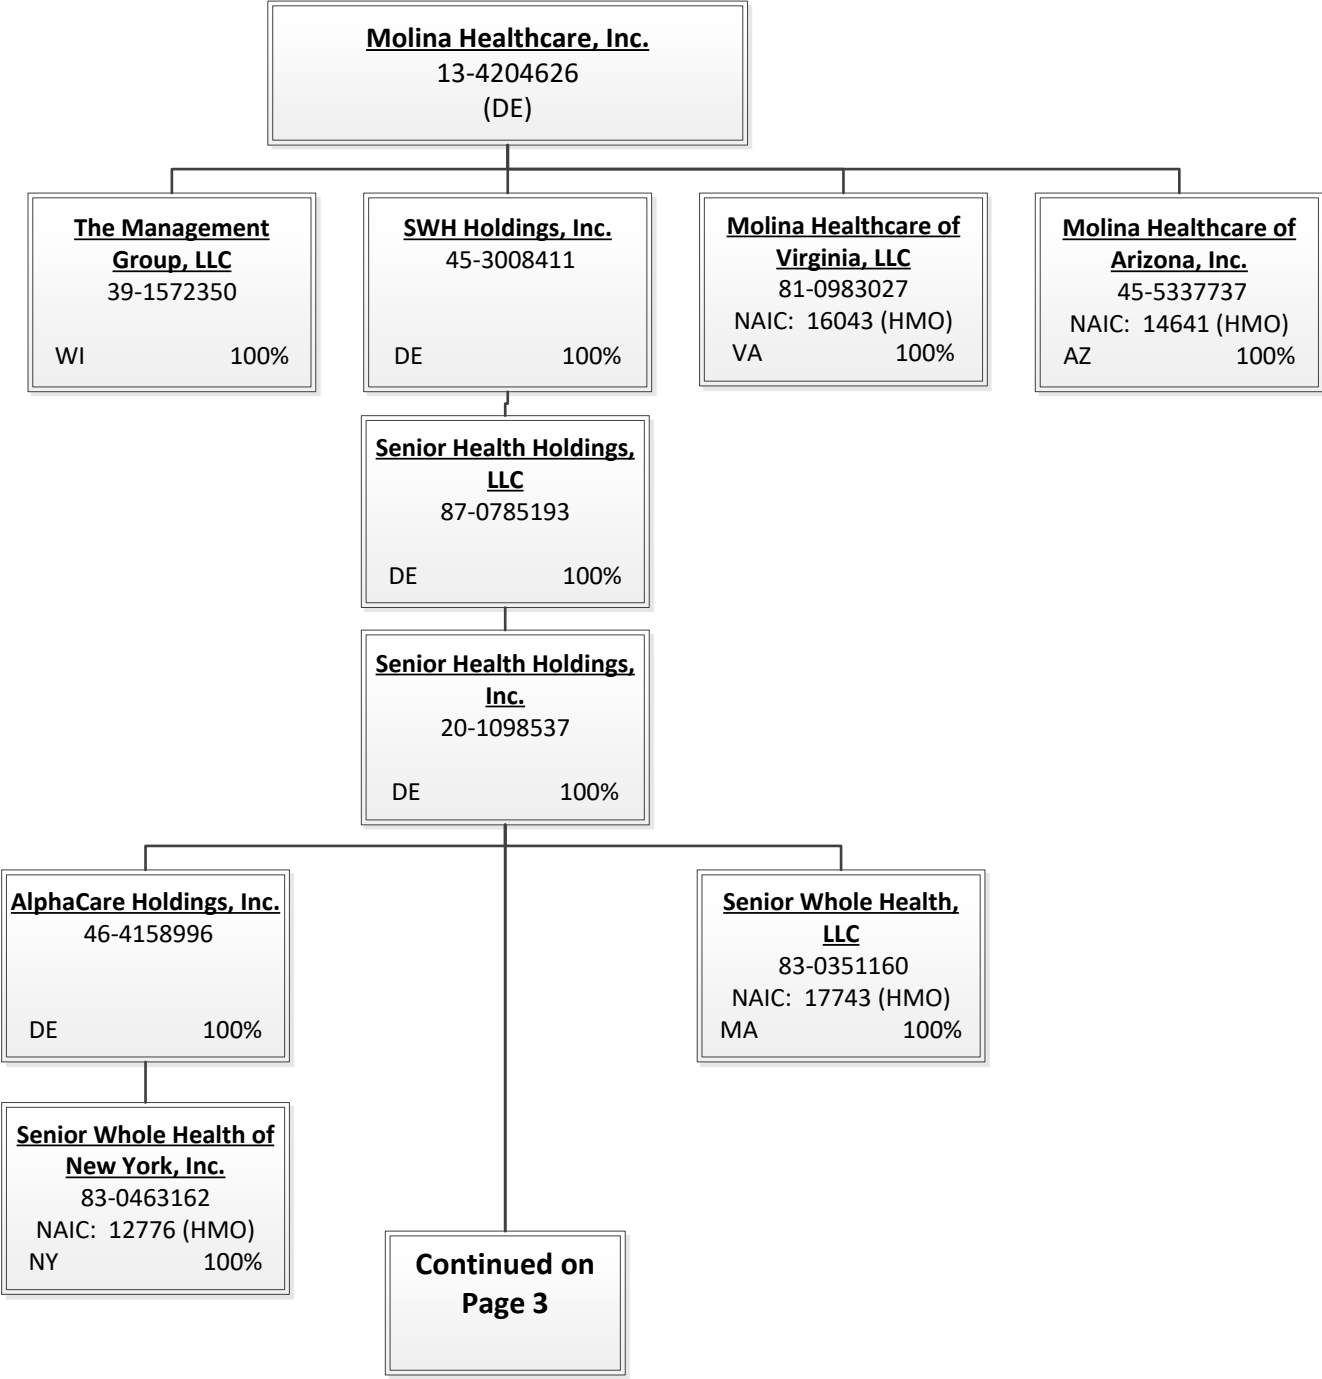 Molina Healthcare, Inc.
13-4204626
(DE)
The Management
Group, LLC
39-1572350
WI 100%
SWH Holdings, Inc.
45-3008411
DE 100%
Molina Healthcare of
Virginia, LLC
81-0983027
NAIC: 16043 (HMO)
VA 100%
Molina Healthcare of
Arizona, Inc.
45-5337737
NAIC: 14641 (HMO)
AZ 100%
Senior Health Holdings,
LLC
87-0785193
DE 100%
Senior Health Holdings,
Inc.
20-1098537
DE 100%
AlphaCare Holdings, Inc.
46-4158996
DE 100%
Senior Whole Health,
LLC
83-0351160
NAIC: 17743 (HMO)
MA 100%
Senior Whole Health of
New York, Inc.
83-0463162
NAIC: 12776 (HMO)
NY 100%
Continued on
Page 3